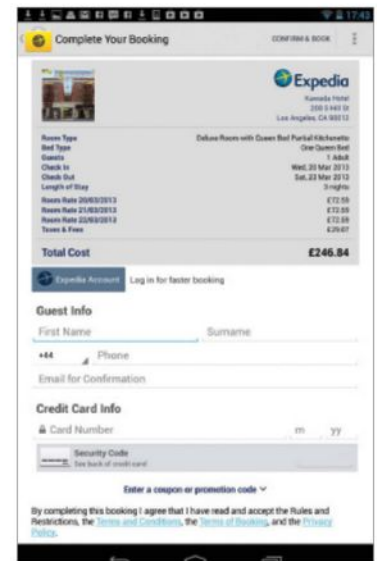 17:43
Complete Your Booking
CONFIRM & BOOK
Expedia
Kawada Hotel
200 S Hill St
Los Angeles, CA 90012
Room Type Deluxe Room with Queen Bed Partial Kitchenette
Bed Type One Queen Bed
Guests 1 Adult
Check In Wed, 20 Mar 2013
Check Out Sat, 23 Mar 2013
Length of Stay 3 nights
Room Rate 20/03/2013 £72.59
Room Rate 21/03/2013 £72.59
Room Rate 22/03/2013 £72.59
Taxes & Fees £29.07
Total Cost £246.84
Expedia Account Log in for faster booking
Guest Info
First Name Surname
+44 Phone
Email for Confirmation
Credit Card Info
Card Number m yy
Security Code
See back of credit card
Enter a coupon or promotion code
By completing this booking I agree that I have read and accept the Rules and
Restrictions, the Terms and Conditions, the Terms of Booking, and the Privacy
Policy.